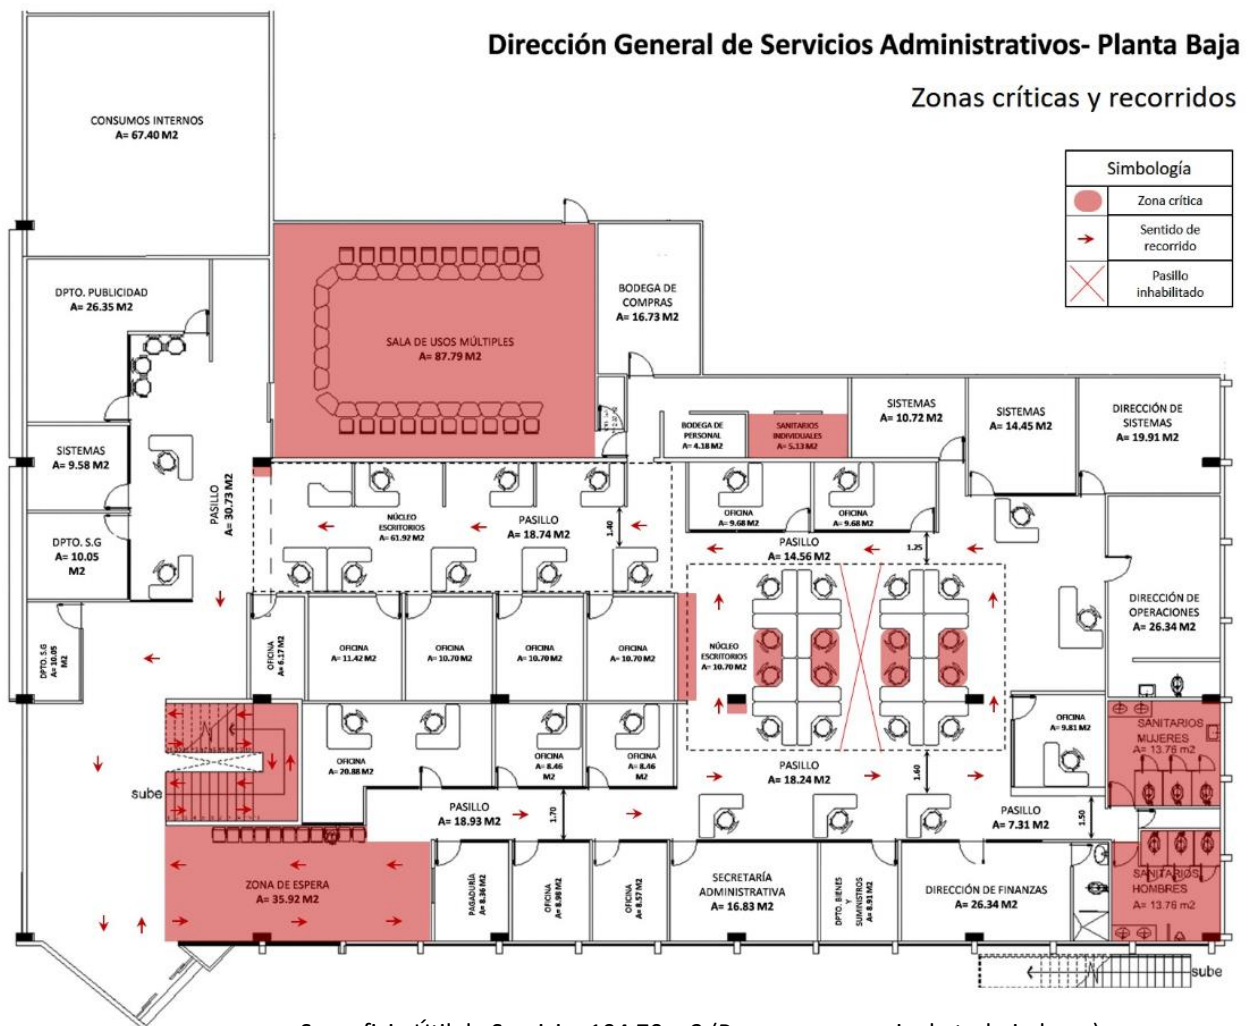 Dirección General de Servicios Administrativos- Planta Baja
Zonas críticas y recorridos
Simbología
Zona crítica
Sentido de
recorrido
Pasillo
inhabilitado
CONSUMOS INTERNOS
A= 67.40 M2
DPTO. PUBLICIDAD
A= 26.35 M2
SALA DE USOS MÚLTIPLES
A= 87.79 M2
BODEGA DE
COMPRAS
A= 16.73 M2
BODEGA DE
PERSONAL
A= 4.18 M2
SANITARIOS
INDIVIDUALES
A= 5.13 M2
SISTEMAS
A= 10.72 M2
SISTEMAS
A= 14.45 M2
DIRECCIÓN DE
SISTEMAS
A= 19.91 M2
SISTEMAS
A= 9.58 M2
PASILLO
A= 30.73 M2
DPTO. S.G
A= 10.05
M2
NÚCLEO
ESCRITORIOS
A= 61.92 M2
PASILLO
A= 18.74 M2
1.40
OFICINA
A= 9.68 M2
OFICINA
A= 9.68 M2
PASILLO
A= 14.56 M2
1.25
DIRECCIÓN DE
OPERACIONES
A= 26.34 M2
DPTO. S.G
A= 10.05
M2
OFICINA
A= 6.17 M2
OFICINA
A= 11.42 M2
OFICINA
A= 10.70 M2
OFICINA
A= 10.70 M2
OFICINA
A= 10.70 M2
NÚCLEO
ESCRITORIOS
A= 10.70 M2
OFICINA
A= 9.81 M2
SANITARIOS
MUJERES
A= 13.76 m2
sube
OFICINA
A= 20.88 M2
OFICINA
A= 8.46
M2
OFICINA
A= 8.46
M2
PASILLO
A= 18.24 M2
1.60
PASILLO
A= 18.93 M2
1.70
PASILLO
A= 7.31 M2
1.50
ZONA DE ESPERA
A= 35.92 M2
PAGADURÍA
A= 8.36 M2
OFICINA
A= 8.98 M2
OFICINA
A= 8.57 M2
SECRETARÍA
ADMINISTRATIVA
A= 16.83 M2
DPTO. BIENES
Y
SUMINISTROS
A= 8.91 M2
DIRECCIÓN DE FINANZAS
A= 26.34 M2
SANITARIOS
HOMBRES
A= 13.76 m2
sube